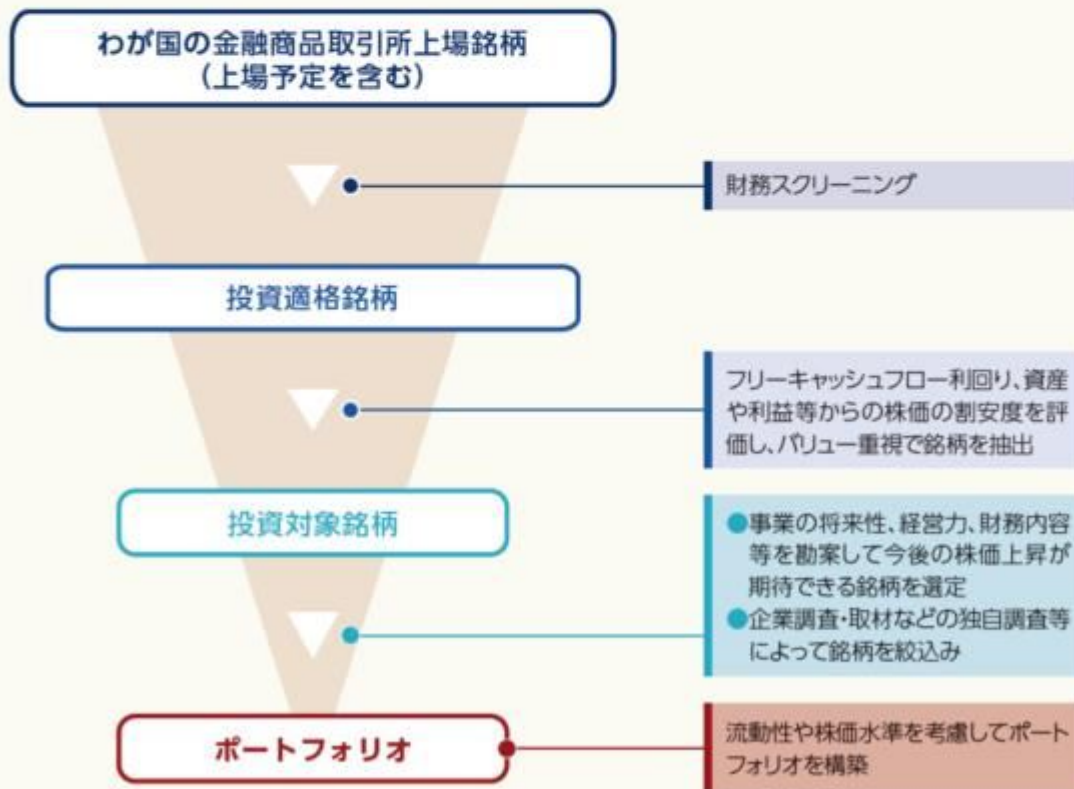 わが国の金融商品取引所上場銘柄
（上場予定を含む）
財務スクリーニング
投資適格銘柄
フリーキャッシュフロー利回り、資産
や利益等からの株価の割安度を評
価し、バリュー重視で銘柄を抽出
投資対象銘柄
●事業の将来性、経営力、財務内容
等を勘案して今後の株価上昇が
期待できる銘柄を選定
●企業調査・取材などの独自調査等
によって銘柄を絞込み
ポートフォリオ
流動性や株価水準を考慮してポート
フォリオを構築